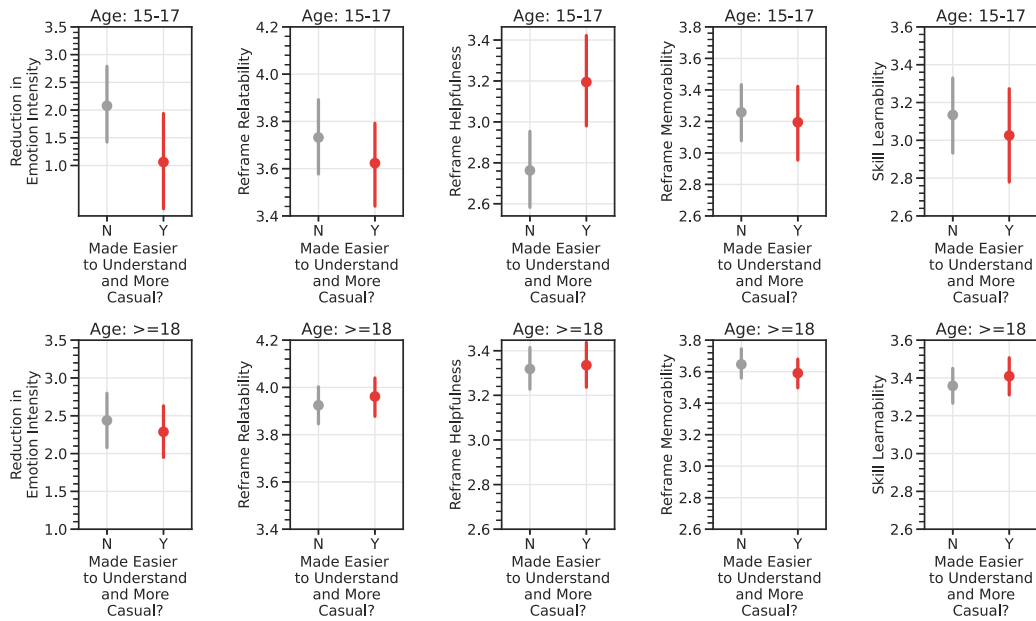 Age: 15-17
Reduction in
Emotion Intensity
3.5
3.0
2.5
2.0
1.5
1.0
N Y
Made Easier
to Understand
and More
Casual?
Age: 15-17
Reframe Relatability
4.2
4.0
3.8
3.6
3.4
N Y
Made Easier
to Understand
and More
Casual?
Age: 15-17
Reframe Helpfulness
3.4
3.2
3.0
2.8
2.6
N Y
Made Easier
to Understand
and More
Casual?
Age: 15-17
Reframe Memorability
3.8
3.6
3.4
3.2
3.0
2.8
2.6
N Y
Made Easier
to Understand
and More
Casual?
Age: 15-17
Skill Learnability
3.6
3.4
3.2
3.0
2.8
2.6
N Y
Made Easier
to Understand
and More
Casual?
Age: >=18
Reduction in
Emotion Intensity
3.5
3.0
2.5
2.0
1.5
1.0
N Y
Made Easier
to Understand
and More
Casual?
Age: >=18
Reframe Relatability
4.2
4.0
3.8
3.6
3.4
N Y
Made Easier
to Understand
and More
Casual?
Age: >=18
Reframe Helpfulness
3.4
3.2
3.0
2.8
2.6
N Y
Made Easier
to Understand
and More
Casual?
Age: >=18
Reframe Memorability
3.8
3.6
3.4
3.2
3.0
2.8
2.6
N Y
Made Easier
to Understand
and More
Casual?
Age: >=18
Skill Learnability
3.6
3.4
3.2
3.0
2.8
2.6
N Y
Made Easier
to Understand
and More
Casual?